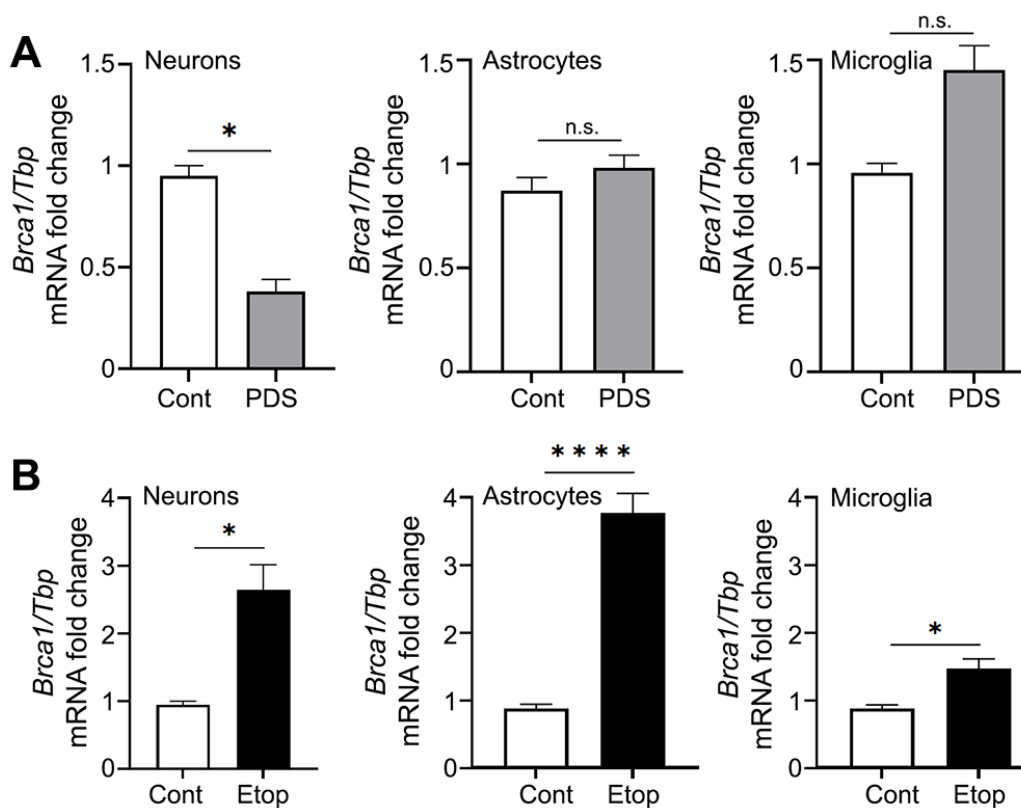 A
Neurons
Brca1/Tbp
mRNA fold change
1.5
1
0.5
0
*
Cont PDS
Astrocytes
Brca1/Tbp
mRNA fold change
1.5
1
0.5
0
n.s.
Cont PDS
Microglia
Brca1/Tbp
mRNA fold change
1.5
1
0.5
0
n.s.
Cont PDS
B
Neurons
Brca1/Tbp
mRNA fold change
4
3
2
1
0
*
Cont Etop
Astrocytes
Brca1/Tbp
mRNA fold change
4
3
2
1
0
* * * *
Cont Etop
Microglia
Brca1/Tbp
mRNA fold change
4
3
2
1
0
*
Cont Etop